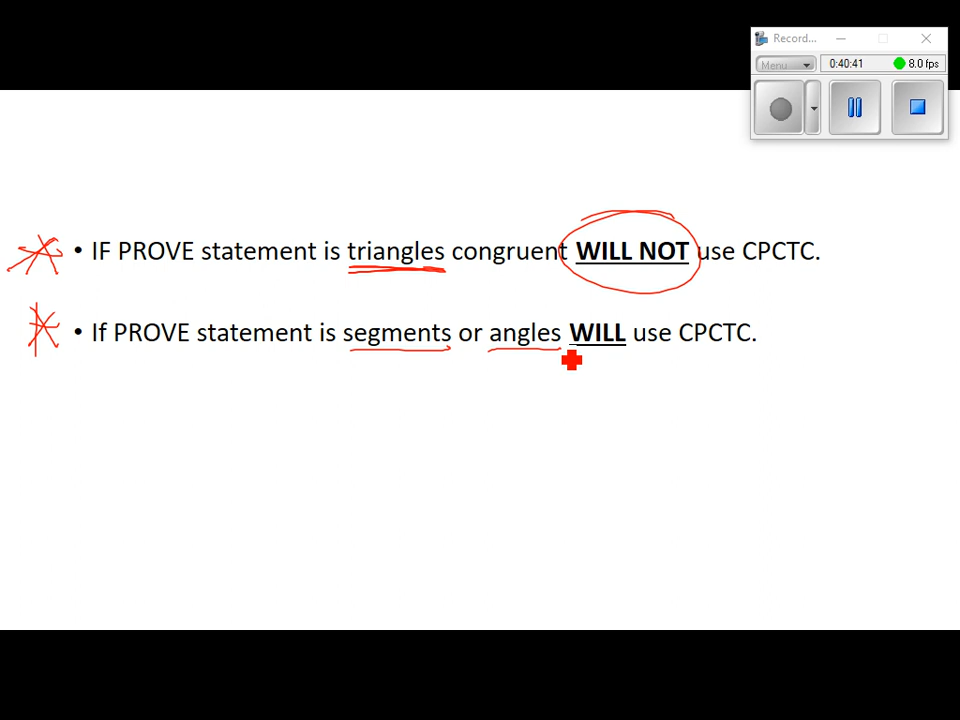 Record...
Menu
0:40:41
8.0 fps
• IF PROVE statement is triangles congruent WILL NOT use CPCTC.
• If PROVE statement is segments or angles WILL use CPCTC.